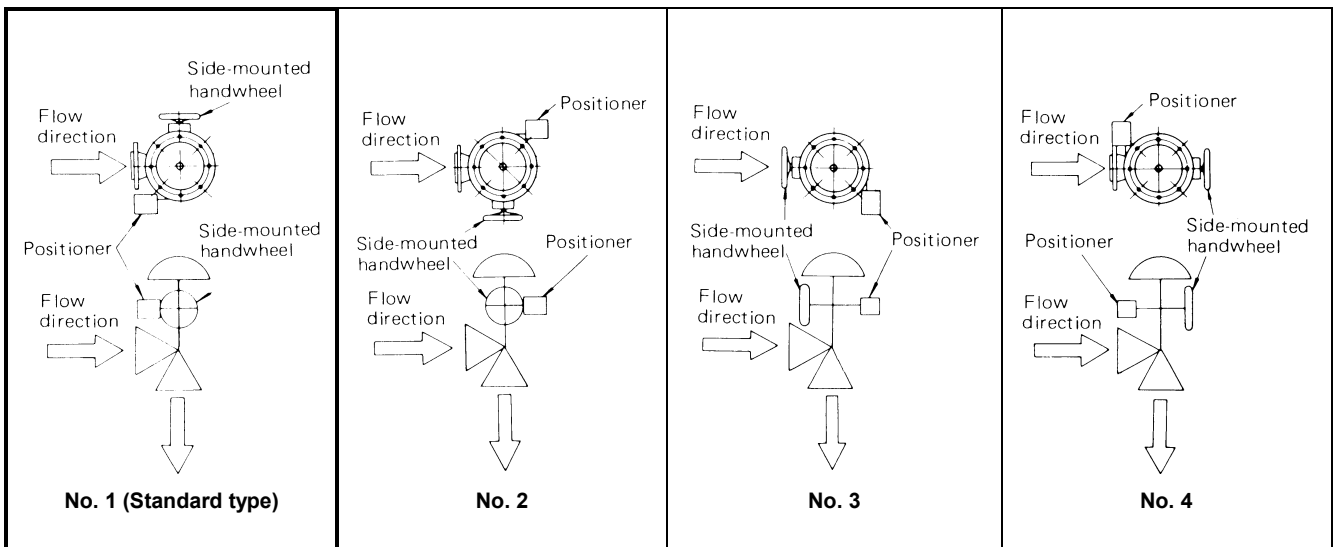 Side-mounted
handwheel
Flow
direction
Positioner
Side-mounted
handwheel
Flow
direction
No. 1 (Standard type)
Positioner
Flow
direction
Side-mounted
handwheel
Positioner
Flow
direction
No. 2
Flow
direction
Side-mounted
handwheel
Positioner
Flow
direction
No. 3
Positioner
Flow
direction
Side-mounted
handwheel
Positioner
Flow
direction
No. 4